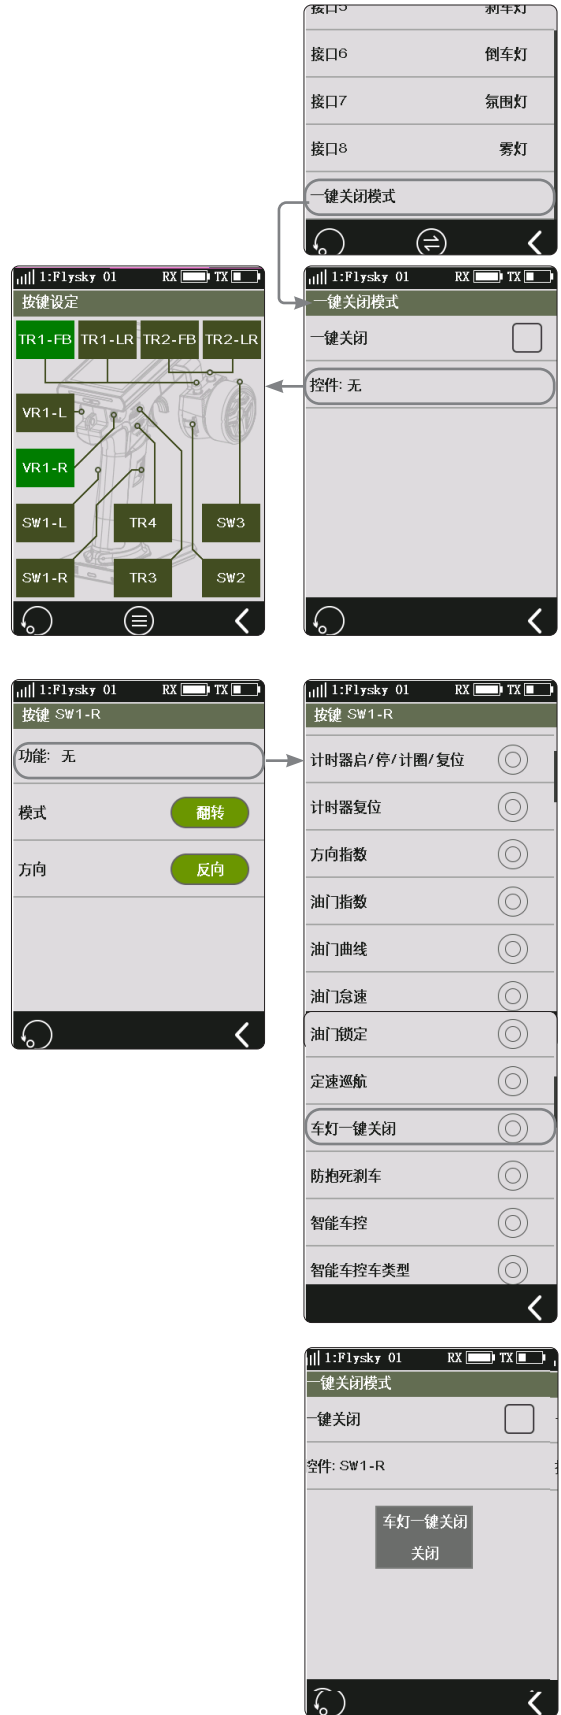 接口5 刹车灯
接口6 倒车灯
接口7 氛围灯
接口8 雾灯
一键关闭模式
1:Flysky 01 RX TX
按键设定
TR1-FB TR1-LR TR2-FB TR2-LR
VR1-L
VR1-R
SW1-L TR4 SW3
SW1-R TR3 SW2
1:Flysky 01 RX TX
一键关闭模式
一键关闭
控件: 无
1:Flysky 01 RX TX
按键 SW1-R
功能: 无
模式 翻转
方向 反向
1:Flysky 01 RX TX
按键 SW1-R
计时器启/停/计圈/复位
计时器复位
方向指数
油门指数
油门曲线
油门怠速
油门锁定
定速巡航
车灯一键关闭
防抱死刹车
智能车控
智能车控车类型
1:Flysky 01 RX TX
一键关闭模式
一键关闭
控件: SW1-R
车灯一键关闭
关闭